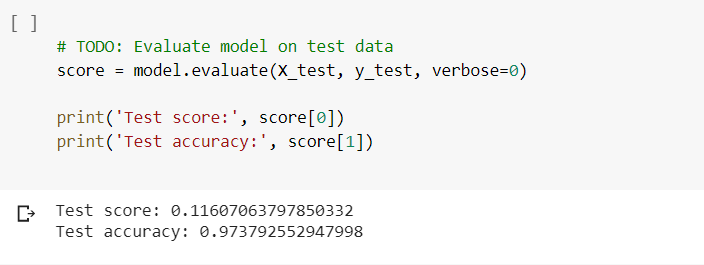 [ ]
# TODO: Evaluate model on test data
score = model.evaluate(X_test, y_test, verbose=0)
print('Test score:', score[0])
print('Test accuracy:', score[1])
Test score: 0.11607063797850332
Test accuracy: 0.973792552947998